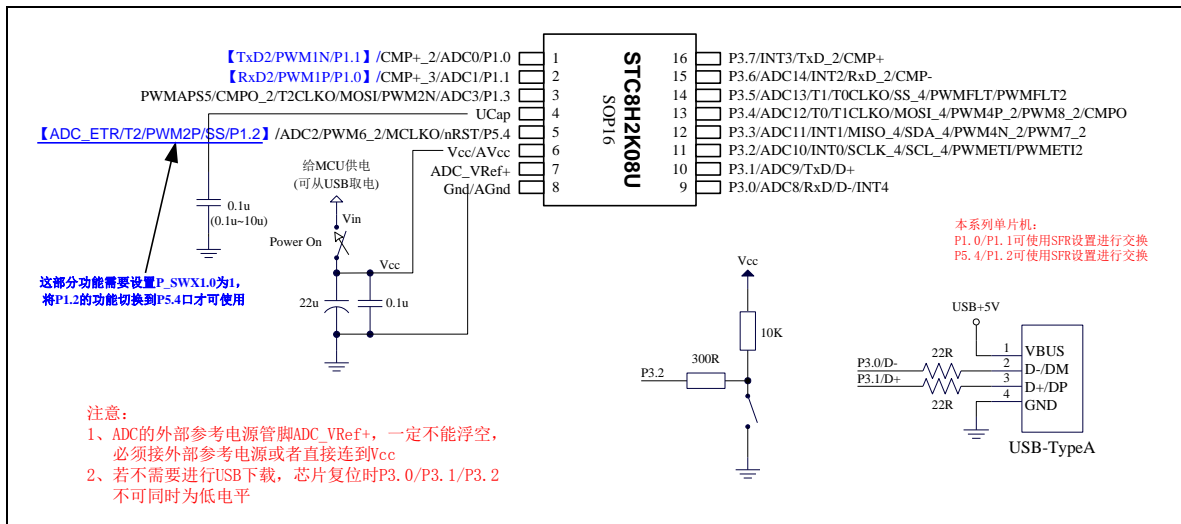 【TxD2/PWM1N/P1.1】/CMP+_2/ADC0/P1.0
【RxD2/PWM1P/P1.0】/CMP+_3/ADC1/P1.1
PWMAPS5/CMPO_2/T2CLKO/MOSI/PWM2N/ADC3/P1.3
UCap
【ADC_ETR/T2/PWM2P/SS/P1.2】/ADC2/PWM6_2/MCLKO/nRST/P5.4
Vcc/AVcc
ADC_VRef+
Gnd/AGnd
1
2
3
4
5
6
7
8
STC8H2K08U
SOP16
16
15
14
13
12
11
10
9
P3.7/INT3/TxD_2/CMP+
P3.6/ADC14/INT2/RxD_2/CMP-
P3.5/ADC13/T1/T0CLKO/SS_4/PWMFLT/PWMFLT2
P3.4/ADC12/T0/T1CLKO/MOSI_4/PWM4P_2/PWM8_2/CMPO
P3.3/ADC11/INT1/MISO_4/SDA_4/PWM4N_2/PWM7_2
P3.2/ADC10/INT0/SCLK_4/SCL_4/PWMETI/PWMETI2
P3.1/ADC9/TxD/D+
P3.0/ADC8/RxD/D-/INT4
给MCU供电
(可从USB取电)
Vin
Power On
Vcc
22u
0.1u
0.1u
(0.1u~10u)
这部分功能需要设置P_SWX1.0为1，
将P1.2的功能切换到P5.4口才可使用
本系列单片机：
P1.0/P1.1可使用SFR设置进行交换
P5.4/P1.2可使用SFR设置进行交换
Vcc
10K
300R
P3.2
USB+5V
P3.0/D-
P3.1/D+
22R
22R
1
2
3
4
VBUS
D-/DM
D+/DP
GND
USB-TypeA
注意：
1、ADC的外部参考电源管脚ADC_VRef+，一定不能浮空，
必须接外部参考电源或者直接连到Vcc
2、若不需要进行USB下载，芯片复位时P3.0/P3.1/P3.2
不可同时为低电平